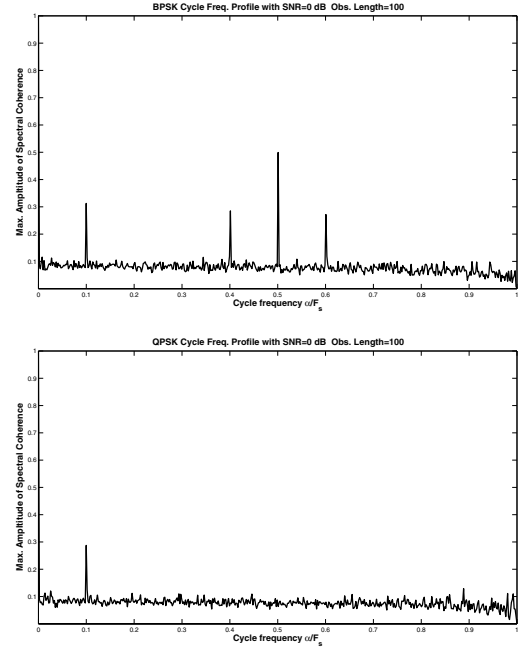 BPSK Cycle Freq. Profile with SNR=0 dB Obs. Length=100
Max. Ampltitude of Spectral Coherence
1
0.9
0.8
0.7
0.6
0.5
0.4
0.3
0.2
0.1
0 0.1 0.2 0.3 0.4 0.5 0.6 0.7 0.8 0.9 1
Cycle frequency α/Fs
QPSK Cycle Freq. Profile with SNR=0 dB Obs. Length=100
Max. Ampltitude of Spectral Coherence
1
0.9
0.8
0.7
0.6
0.5
0.4
0.3
0.2
0.1
0 0.1 0.2 0.3 0.4 0.5 0.6 0.7 0.8 0.9 1
Cycle frequency α/Fs